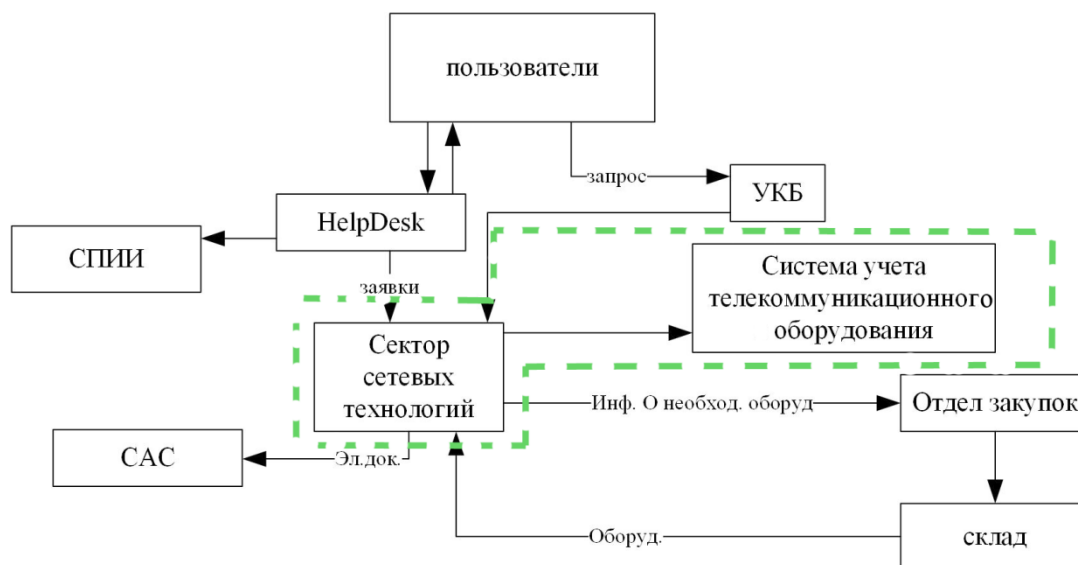 пользователи
запрос
УКБ
HelpDesk
СПИИ
заявки
Система учета
телекоммуникационного
оборудования
Сектор
сетевых
технологий
Инф. О необход. оборуд
Отдел закупок
САС
Эл.док.
Оборуд.
склад